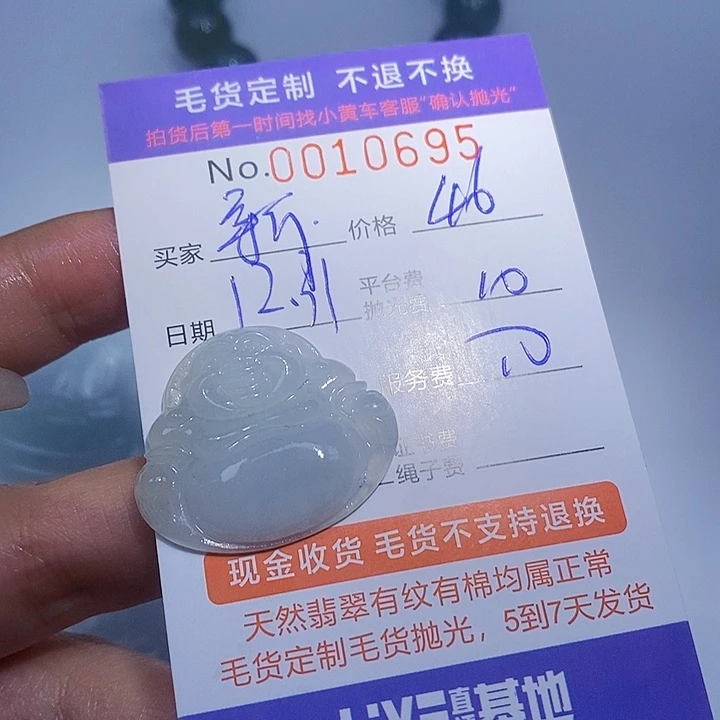 毛货定制 不退不换
拍货后第一时间找小黄车客服“确认抛光”
No.0010695
买家 价格 46
日期 12.31 平台费
抛光费 10
服务费
书费
绳子费
现金收货 毛货不支持退换
天然翡翠有纹有棉均属正常
毛货定制毛货抛光，5到7天发货
基地